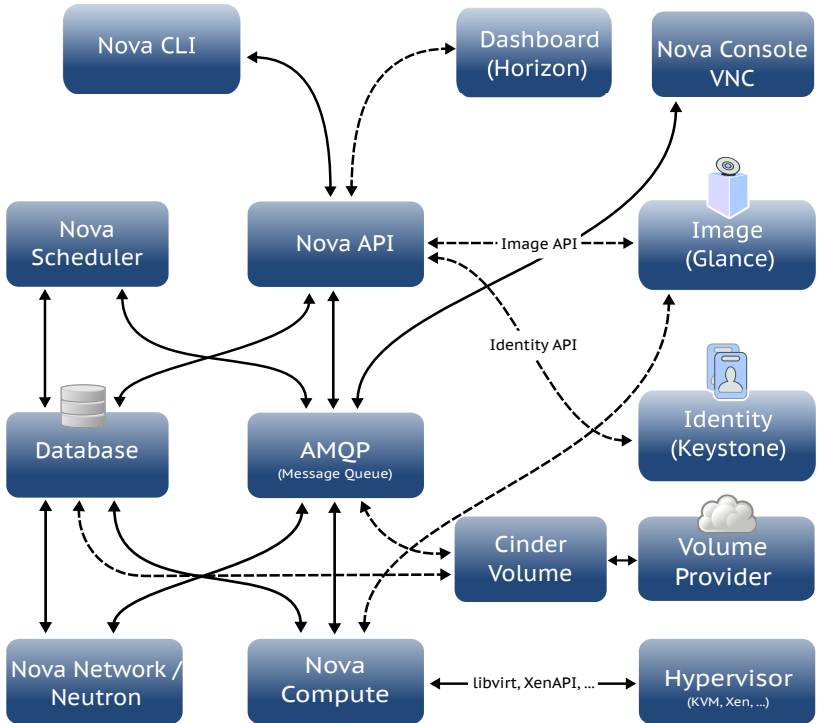 Nova CLI
Dashboard
(Horizon)
Nova Console
VNC
Nova
Scheduler
Nova API
Image API
Image
(Glance)
Identity API
Database
AMQP
(Message Queue)
Identity
(Keystone)
Cinder
Volume
Volume
Provider
Nova Network /
Neutron
Nova
Compute
libvirt, XenAPI, ...
Hypervisor
(KVM, Xen, ...)